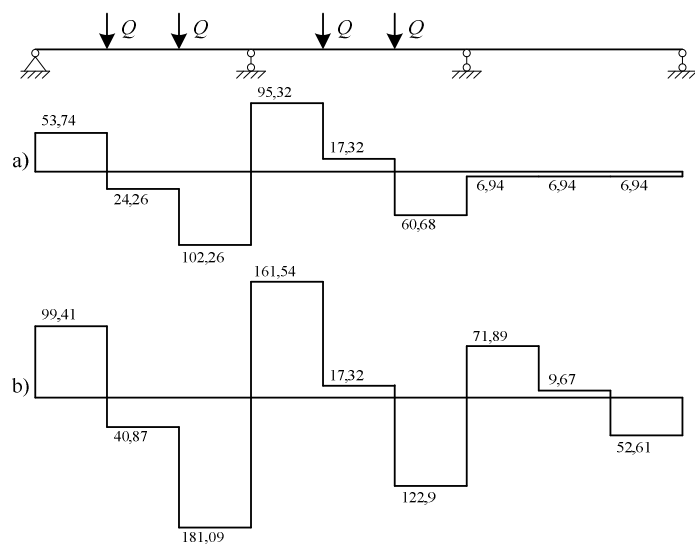 Q Q Q Q
95,32
53,74
a) 17,32
24,26 6,94 6,94 6,94
60,68
102,26
161,54
99,41
71,89
b) 17,32 9,67
40,87 52,61
122,9
181,09